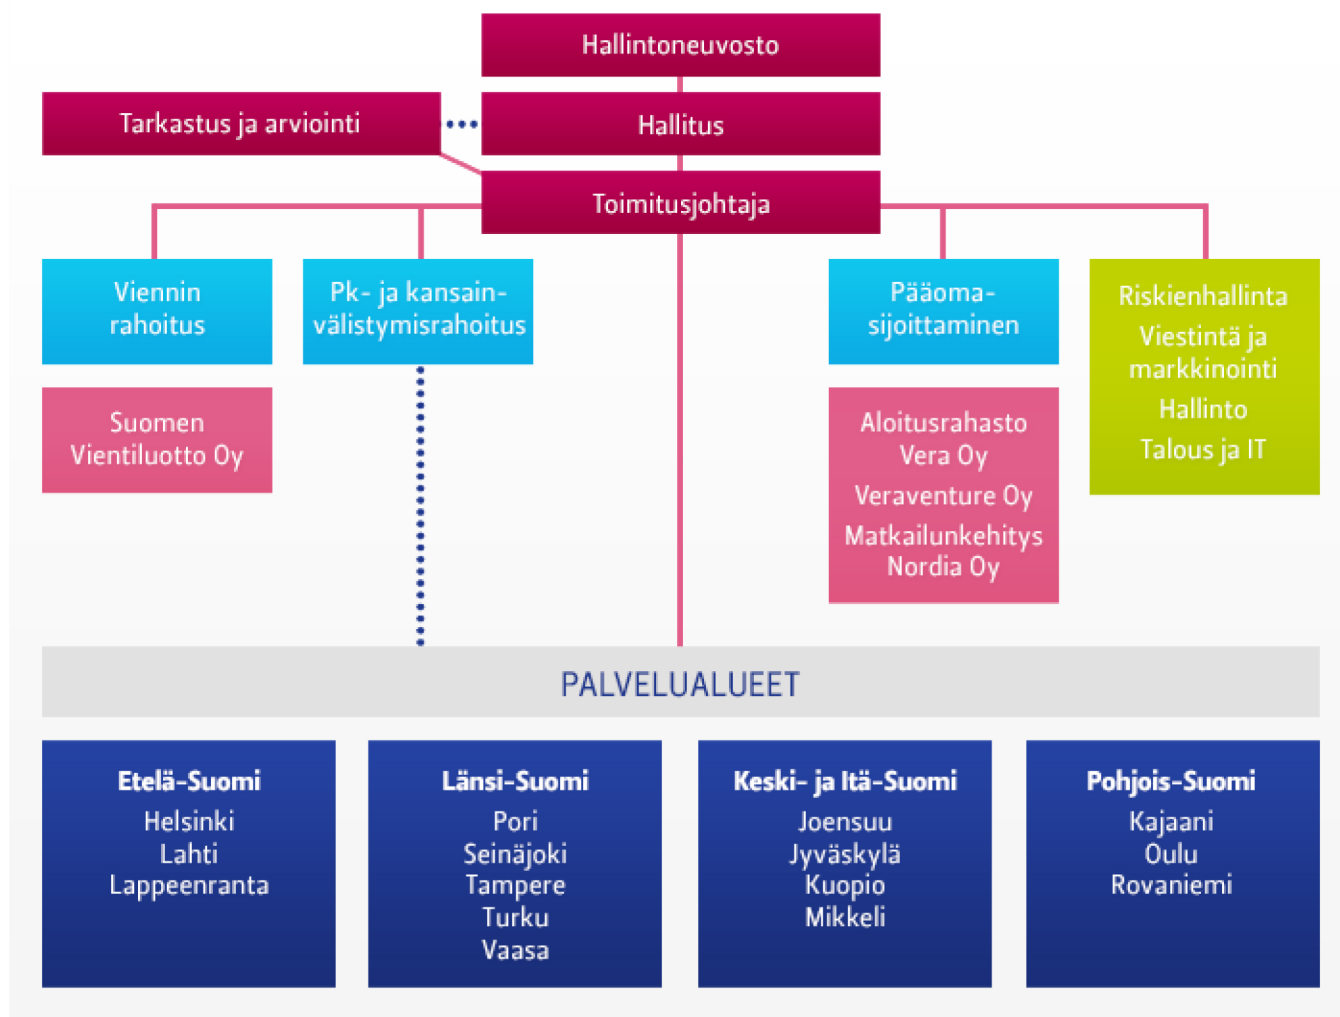 Hallintoneuvosto
Tarkastus ja arviointi
Hallitus
Toimitusjohtaja
Viennin
rahoitus
Pk- ja kansain-
välistymisrahoitus
Pääoma-
sijoittaminen
Riskienhallinta
Viestintä ja
markkinointi
Hallinto
Talous ja IT
Suomen
Vientiluotto Oy
Aloitusrahasto
Vera Oy
Veraventure Oy
Matkailunkehitys
Nordia Oy
PALVELUALUEET
Etelä-Suomi
Helsinki
Lahti
Lappeenranta
Länsi-Suomi
Pori
Seinäjoki
Tampere
Turku
Vaasa
Keski- ja Itä-Suomi
Joensuu
Jyväskylä
Kuopio
Mikkeli
Pohjois-Suomi
Kajaani
Oulu
Rovaniemi